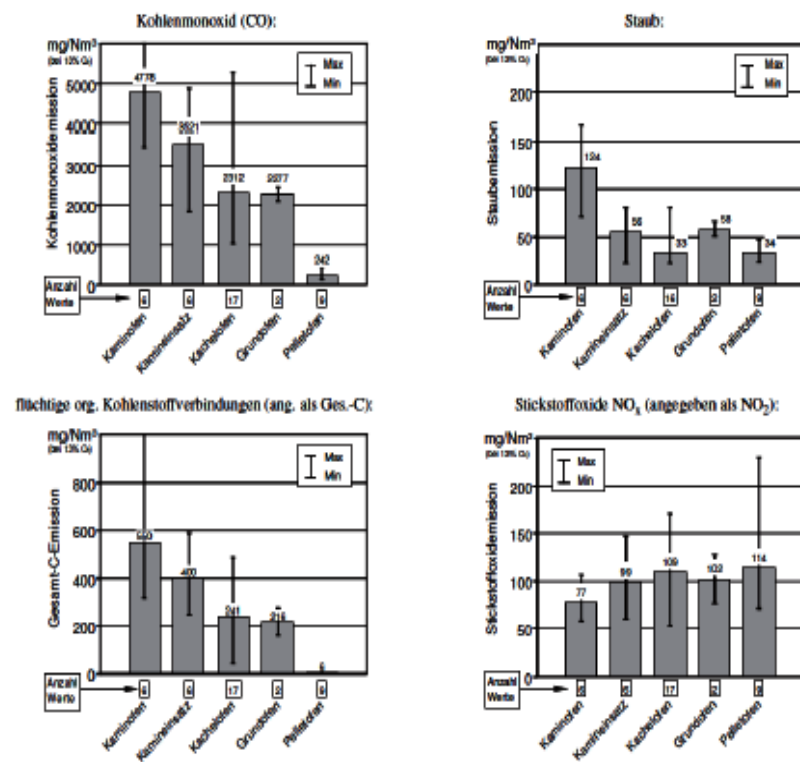 Kohlenmonoxid (CO):
mg/Nm³
(bei 13% O₂)
Kohlenmonoxidemission
5000
4000
3000
2000
1000
0
Max
Min
4778
3521
2312
2277
242
Anzahl
Werte
6
6
17
2
9
Kaminofen
Kamineinsatz
Kachelofen
Grundofen
Pelletofen
Staub:
mg/Nm³
(bei 13% O₂)
Staubemission
200
150
100
50
0
Max
Min
124
56
33
58
34
Anzahl
Werte
6
6
16
2
9
Kaminofen
Kamineinsatz
Kachelofen
Grundofen
Pelletofen
flüchtige org. Kohlenstoffverbindungen (ang. als Ges.-C):
mg/Nm³
(bei 13% O₂)
Gesamt-C-Emission
800
600
400
200
0
Max
Min
400
241
216
Anzahl
Werte
6
6
17
2
9
Kaminofen
Kamineinsatz
Kachelofen
Grundofen
Pelletofen
Stickstoffoxide NOₓ (angegeben als NO₂):
mg/Nm³
(bei 13% O₂)
Stickstoffoxidemission
200
150
100
50
0
Max
Min
77
99
109
102
114
Anzahl
Werte
17
2
9
Kaminofen
Kamineinsatz
Kachelofen
Grundofen
Pelletofen